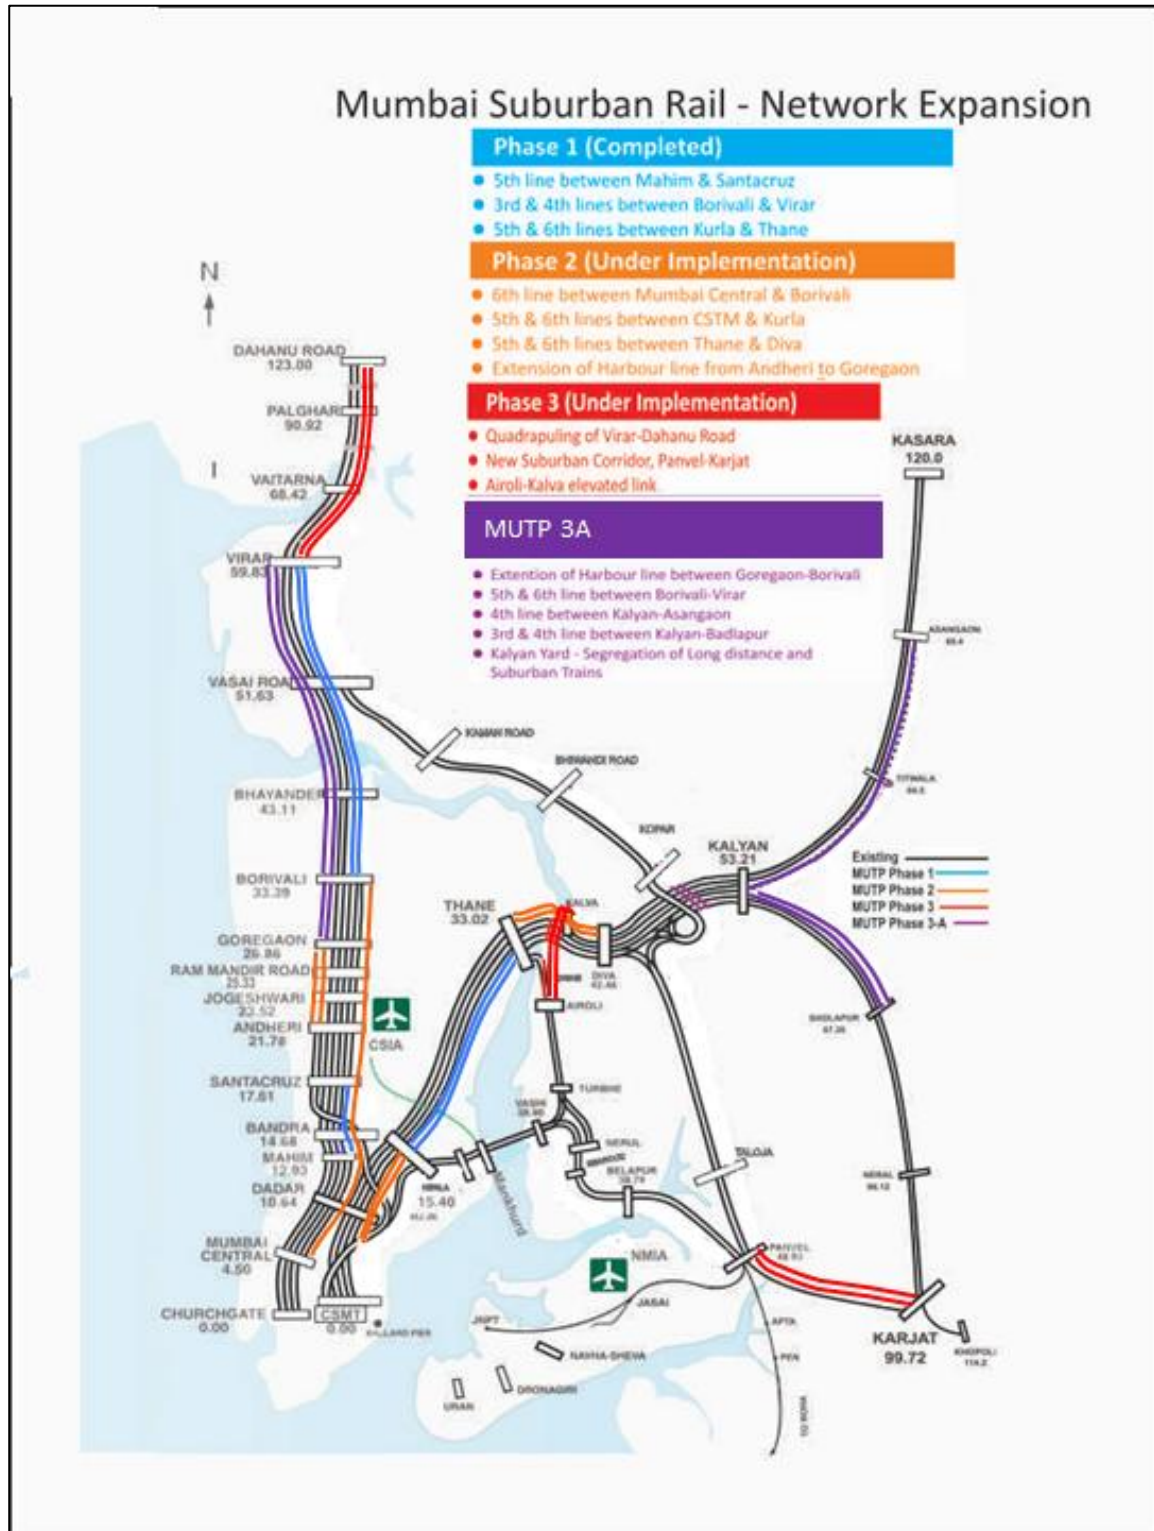 Mumbai Suburban Rail - Network Expansion
Phase 1 (Completed)
5th line between Mahim & Santacruz
3rd & 4th lines between Borivali & Virar
5th & 6th lines between Kurla & Thane
Phase 2 (Under Implementation)
6th line between Mumbai Central & Borivali
5th & 6th lines between CSTM & Kurla
5th & 6th lines between Thane & Diva
Extension of Harbour line from Andheri to Goregaon
Phase 3 (Under Implementation)
Quadrapuling of Virar-Dahanu Road
New Suburban Corridor, Panvel-Karjat
Airoli-Kalva elevated link
MUTP 3A
Extention of Harbour line between Goregaon-Borivali
5th & 6th line between Borivali-Virar
4th line between Kalyan-Asangaon
3rd & 4th line between Kalyan-Badlapur
Kalyan Yard - Segregation of Long distance and
Suburban Trains
N
DAHANU ROAD
123.00
PALGHAR
90.92
VAITARNA
68.42
VIRAR
59.83
VASAI ROAD
51.63
BHAYANDER
43.11
BORIVALI
33.39
GOREGAON
26.86
RAM MANDIR ROAD
25.33
JOGESHWARI
ANDHERI
21.78
SANTACRUZ
17.61
BANDRA
14.68
MAHIM
12.93
DADAR
10.64
MUMBAI
CENTRAL
4.50
CHURCHGATE
0.00
CSMT
0.00
BALLARD PIER
CSIA
KASARA
120.0
ASANGAON
TITWALA
KAMAN ROAD
BHIWANDI ROAD
KOPAR
KALYAN
53.21
Existing
MUTP Phase 1
MUTP Phase 2
MUTP Phase 3
MUTP Phase 3-A
THANE
33.02
KALVA
DIVA
AIROLI
BADLAPUR
TURBHE
VASHI
NERUL
BELAPUR
TALOJA
NERAL
15.40
Mankhurd
PANVEL
NMIA
JASAI
JNPT
NAVHA-SHEVA
DRONAGIRI
URAN
APTA
PEN
KARJAT
99.72
KHOPOLI